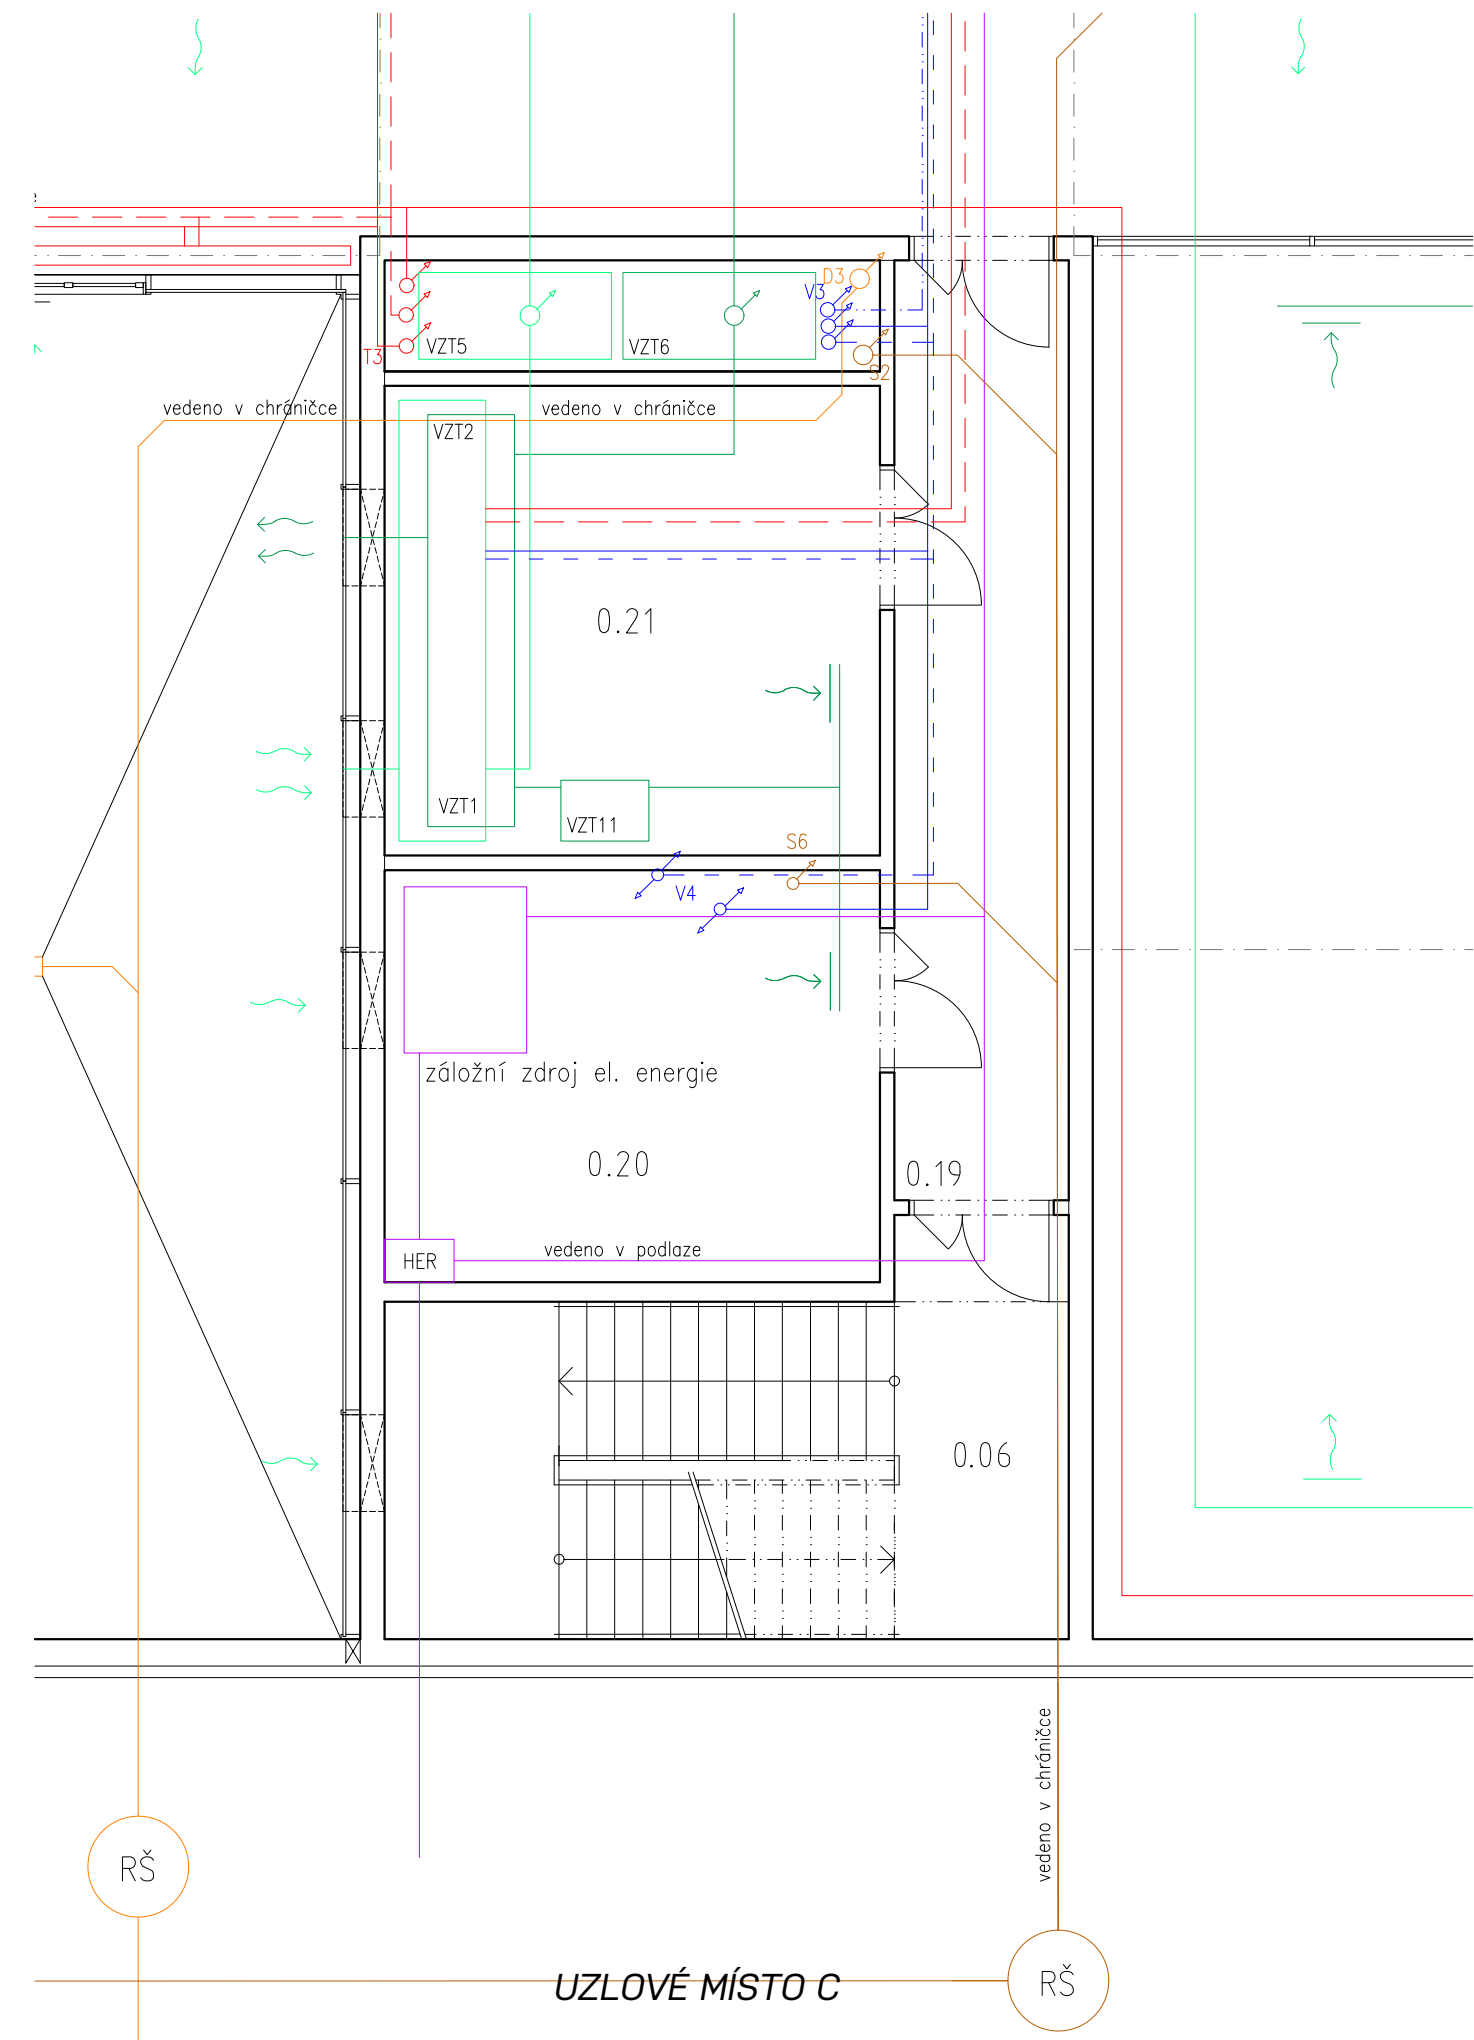 D3
V3
T3
VZT5
VZT6
S2
vedeno v chráničce
vedeno v chráničce
VZT2
0.21
VZT1
VZT11
S6
V4
záložní zdroj el. energie
0.20
0.19
HER
vedeno v podlaze
0.06
vedeno v chráničce
RŠ
RŠ
UZLOVÉ MÍSTO C